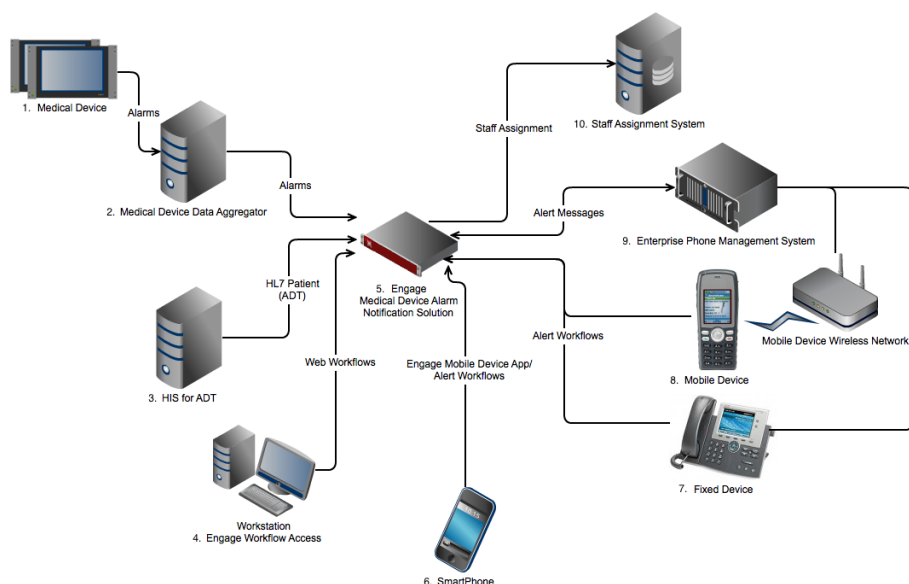 1. Medical Device
Alarms
2. Medical Device Data Aggregator
Alarms
Staff Assignment
10. Staff Assignment System
Alert Messages
9. Enterprise Phone Management System
HL7 Patient
(ADT)
5. Engage
Medical Device Alarm
Notification Solution
3. HIS for ADT
Web Workflows
Engage Mobile Device App/
Alert Workflows
Alert Workflows
Mobile Device Wireless Network
8. Mobile Device
7. Fixed Device
Workstation
4. Engage Workflow Access
6. SmartPhone